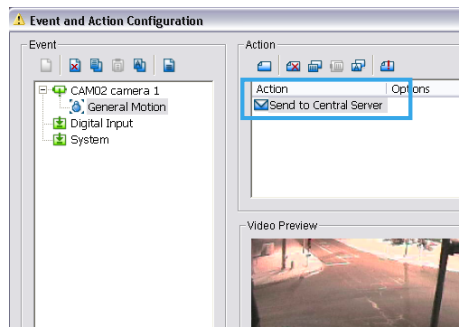 Event and Action Configuration
Event
Action
CAM02 camera 1
General Motion
Digital Input
System
Action Options
Send to Central Server
Video Preview